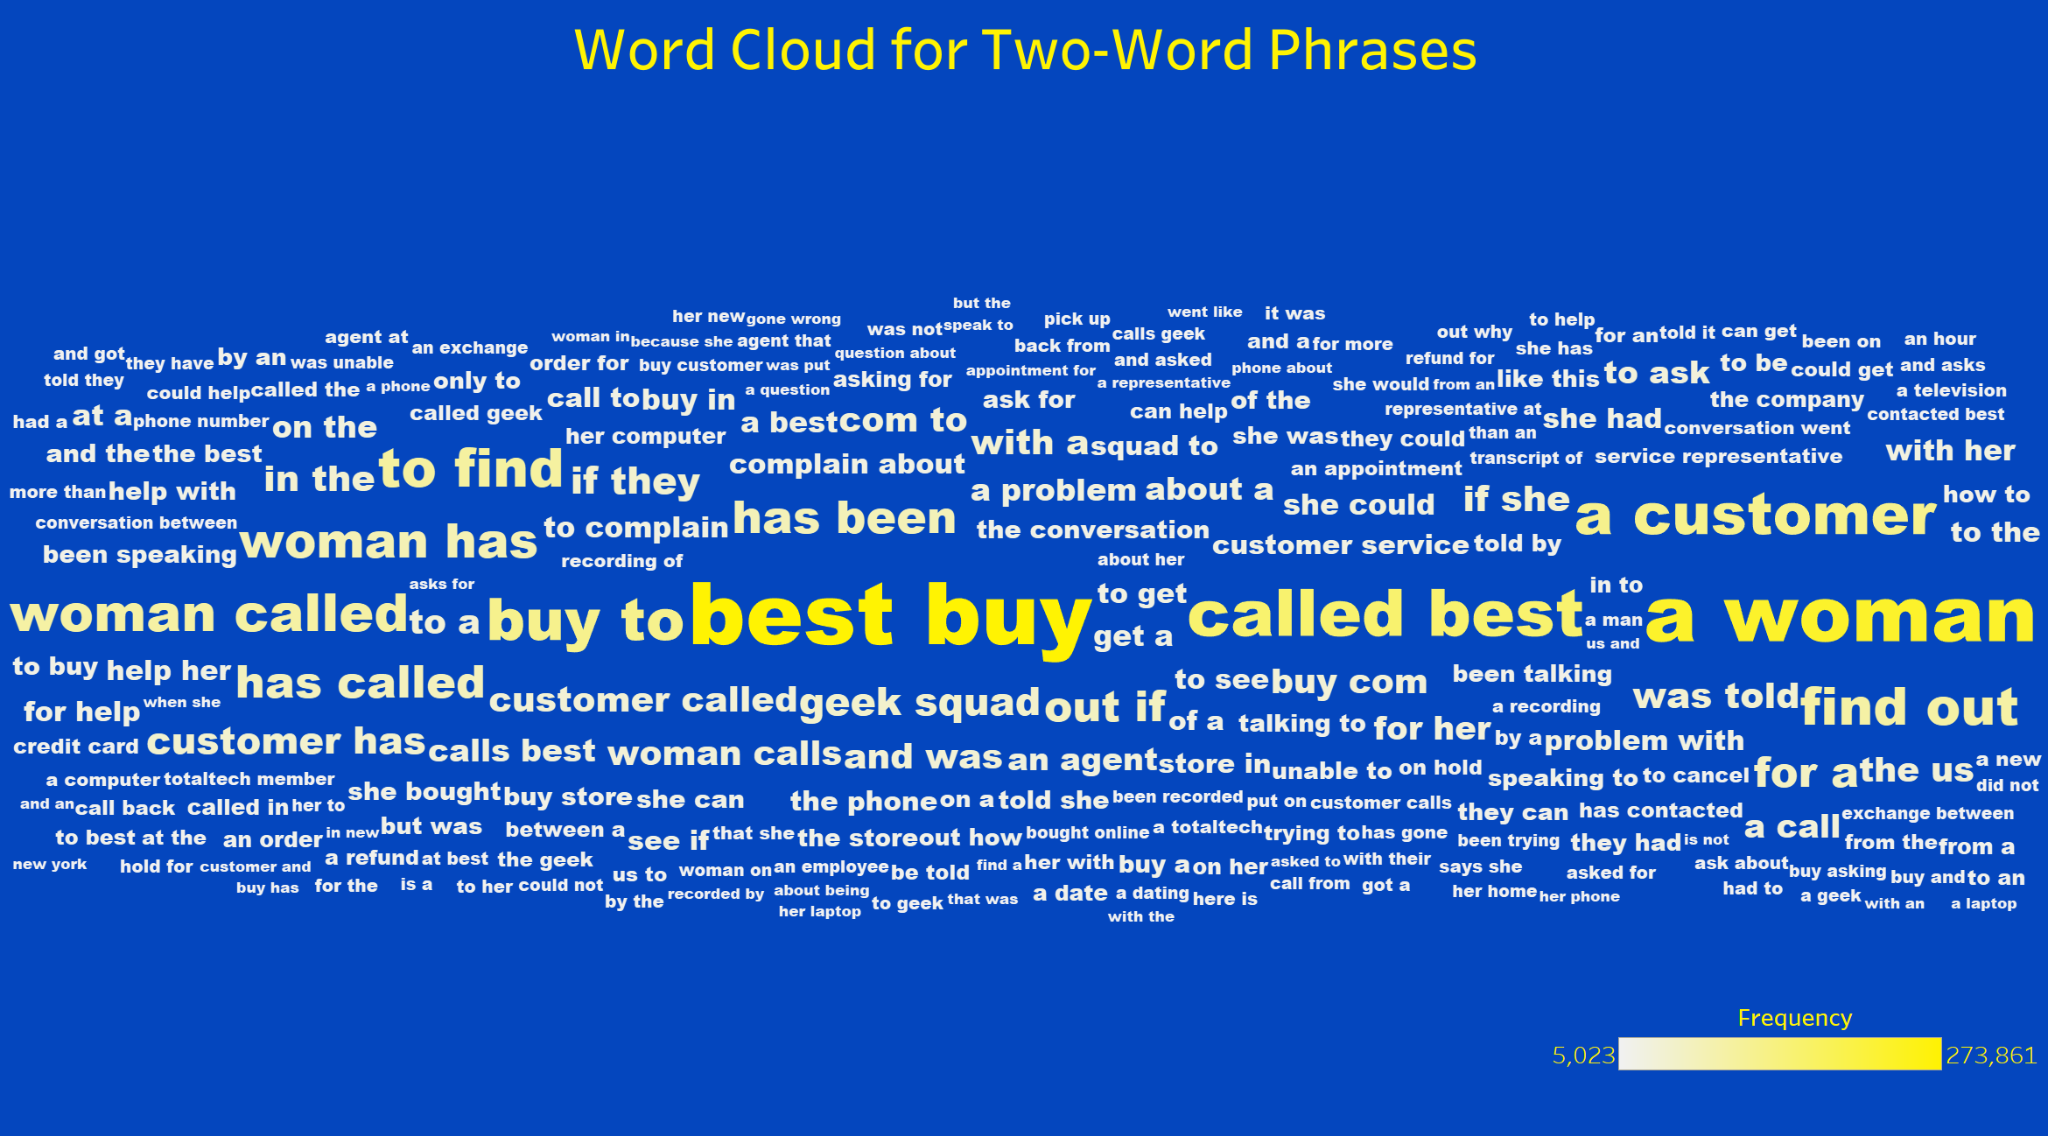 Word Cloud for Two-Word Phrases
but the
her new gone wrong speak to pick up went like it was to help
agent at woman in because she agent that was not calls geek out why for an told it can get been on an hour
and got they have by an was unable an exchange order for buy customer was put question about back from and asked and a for more refund for she has to be could get and asks
told they could help called the a phone only to call to buy in a question asking for appointment for a representative phone about she would from an like this to ask a television
had a at a phone number on the called geek her computer a best com to ask for can help of the representative at she had the company contacted best
and the the best in the to find if they complain about with a squad to she was they could than an conversation went
an appointment transcript of service representative with her
more than help with a problem about a she could if she a customer how to
conversation between woman has to complain has been the conversation customer service told by to the
been speaking recording of about her
asks for to get in to
woman called to a buy to best buy get a called best a man us and a woman
to buy help her has called to see buy com been talking
for help when she customer called geek squad out if of a talking to for her a recording was told find out
credit card customer has calls best woman calls and was an agent store in unable to on hold by a problem with
a computer totaltech member speaking to to cancel for a the us a new did not
and an call back called in her to she bought buy store she can the phone on a told she been recorded put on customer calls they can has contacted exchange between
to best at the an order in new but was between a see if that she the store out how bought online a totaltech trying to has gone been trying they had is not a call from the from a
new york hold for customer and a refund at best the geek us to woman on an employee be told find a her with buy a on her asked to with their says she asked for ask about buy asking buy and to an
buy has for the is a to her could not by the recorded by about being her laptop to geek that was a date a dating here is call from got a her home her phone had to a geek with an a laptop
with the
Frequency
5,023 273,861